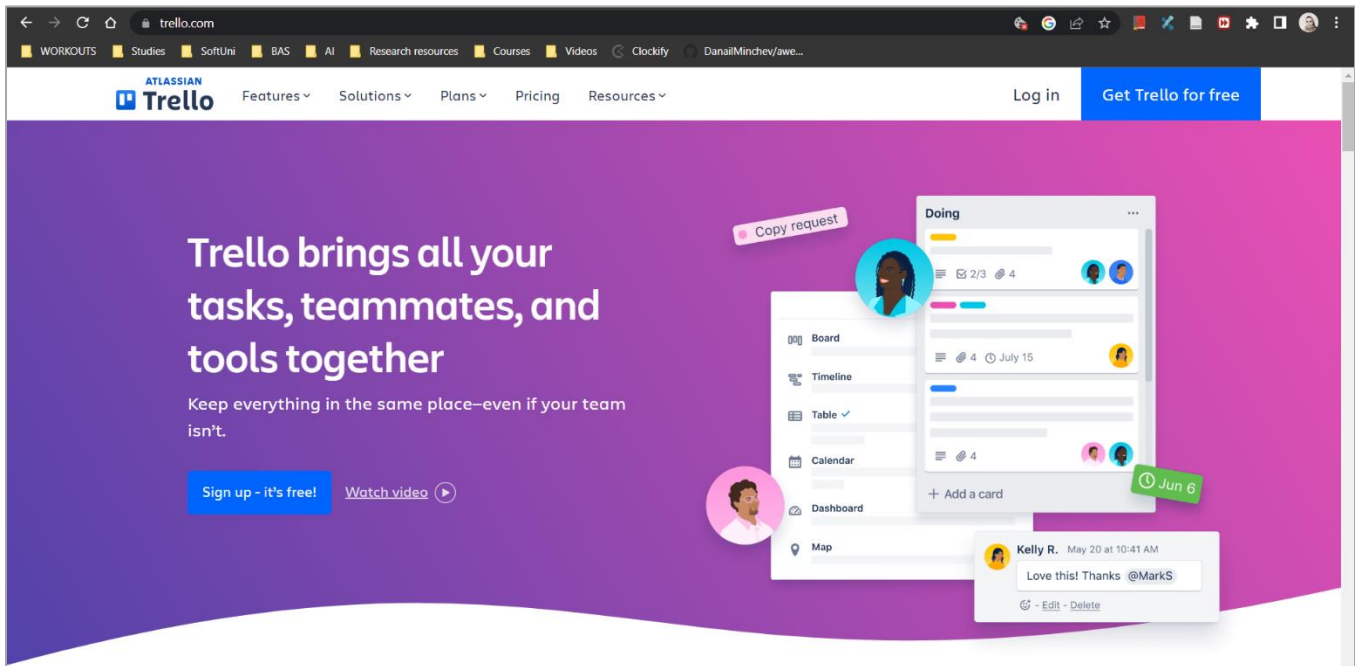 trello.com
WORKOUTS Studies SoftUni BAS AI Research resources Courses Videos Clockify DanailMinchev/awe...
ATLASSIAN
Trello Features Solutions Plans Pricing Resources Log in Get Trello for free
Trello brings all your
tasks, teammates, and
tools together
Keep everything in the same place—even if your team
isn't.
Sign up - it's free! Watch video
Copy request
Doing
2/3 4
4 July 15
4
+ Add a card
Jun 6
Board
Timeline
Table
Calendar
Dashboard
Map
Kelly R. May 20 at 10:41 AM
Love this! Thanks @MarkS
- Edit - Delete